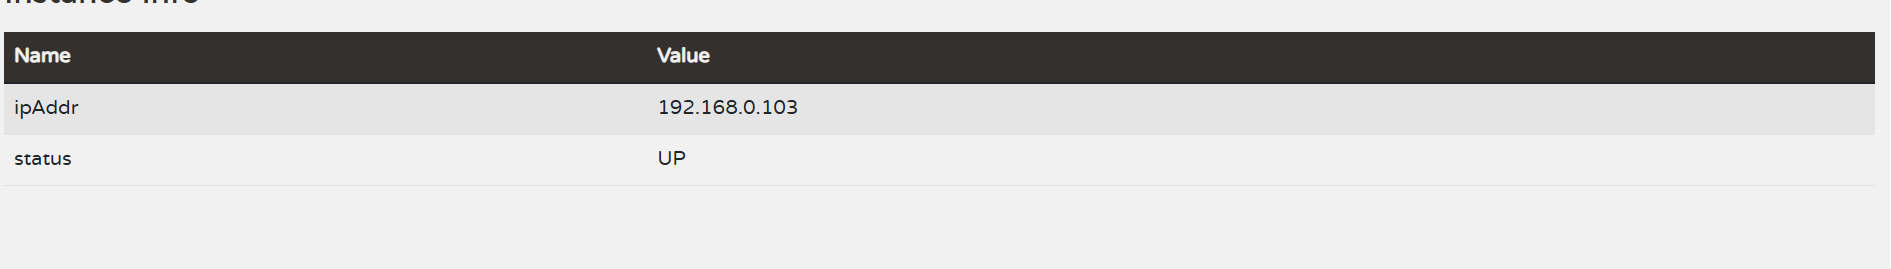 Name Value
ipAddr 192.168.0.103
status UP